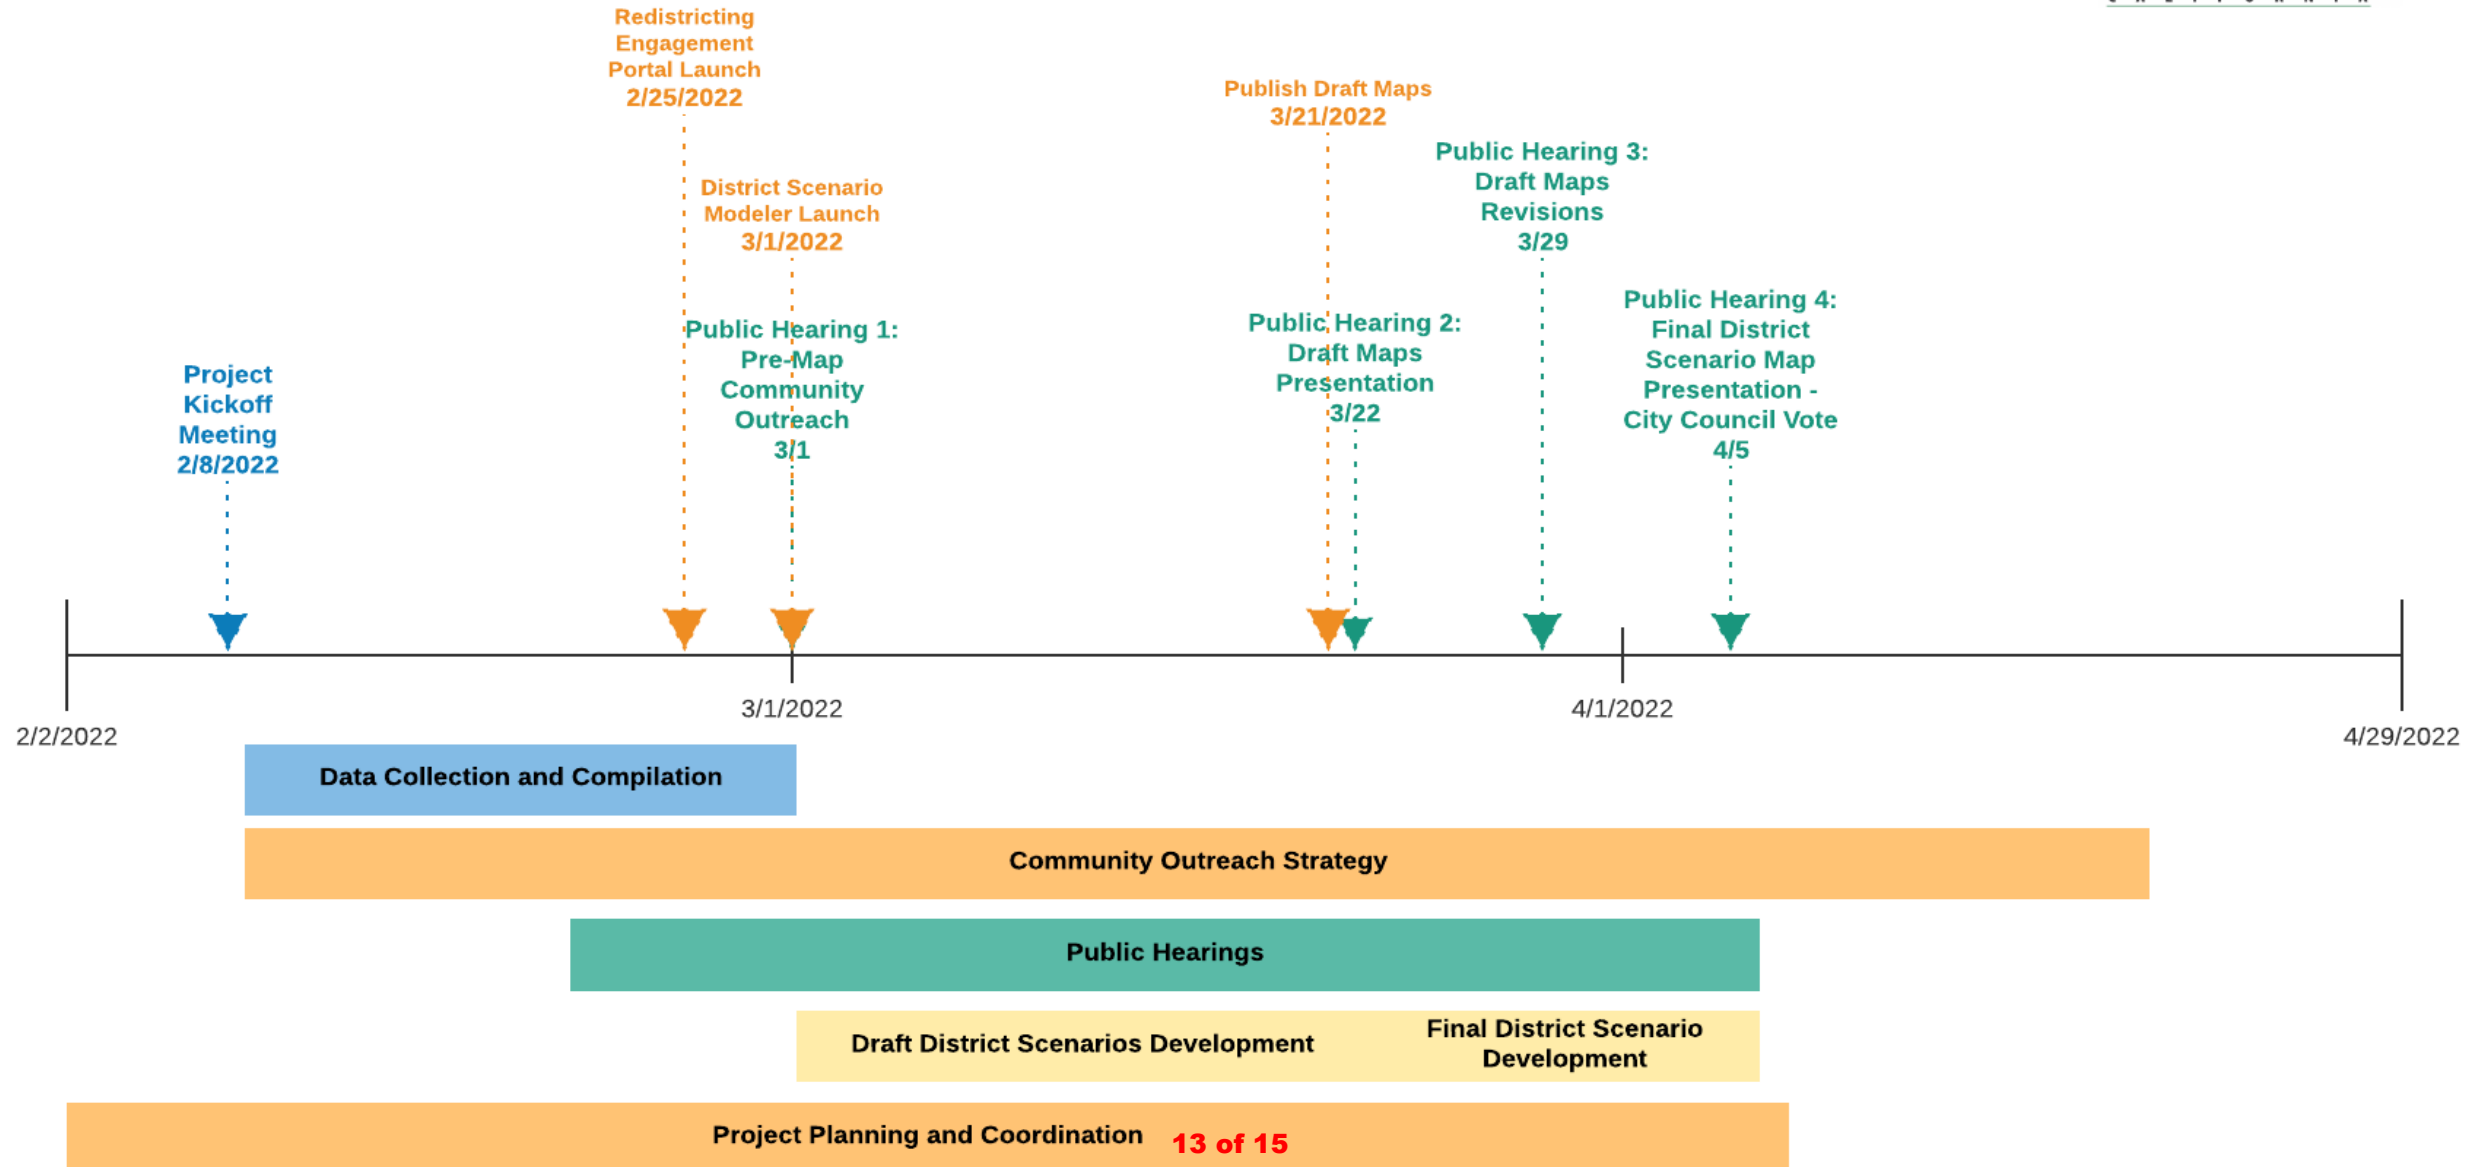 Redistricting
Engagement
Portal Launch
2/25/2022
Publish Draft Maps
3/21/2022
Public Hearing 3:
Draft Maps
Revisions
3/29
District Scenario
Modeler Launch
3/1/2022
Public Hearing 4:
Final District
Scenario Map
Presentation -
City Council Vote
4/5
Public Hearing 1:
Pre-Map
Community
Outreach
3/1
Public Hearing 2:
Draft Maps
Presentation
3/22
Project
Kickoff
Meeting
2/8/2022
3/1/2022
4/1/2022
2/2/2022
4/29/2022
Data Collection and Compilation
Community Outreach Strategy
Public Hearings
Draft District Scenarios Development
Final District Scenario
Development
Project Planning and Coordination
13 of 15